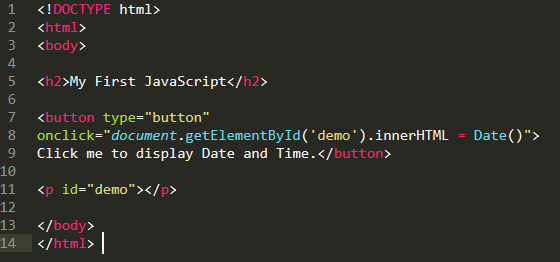 1 <!DOCTYPE html>
2 <html>
3 <body>
4
5 <h2>My First JavaScript</h2>
6
7 <button type="button"
8 onclick="document.getElementById('demo').innerHTML = Date()">
9 Click me to display Date and Time.</button>
10
11 <p id="demo"></p>
12
13 </body>
14 </html>